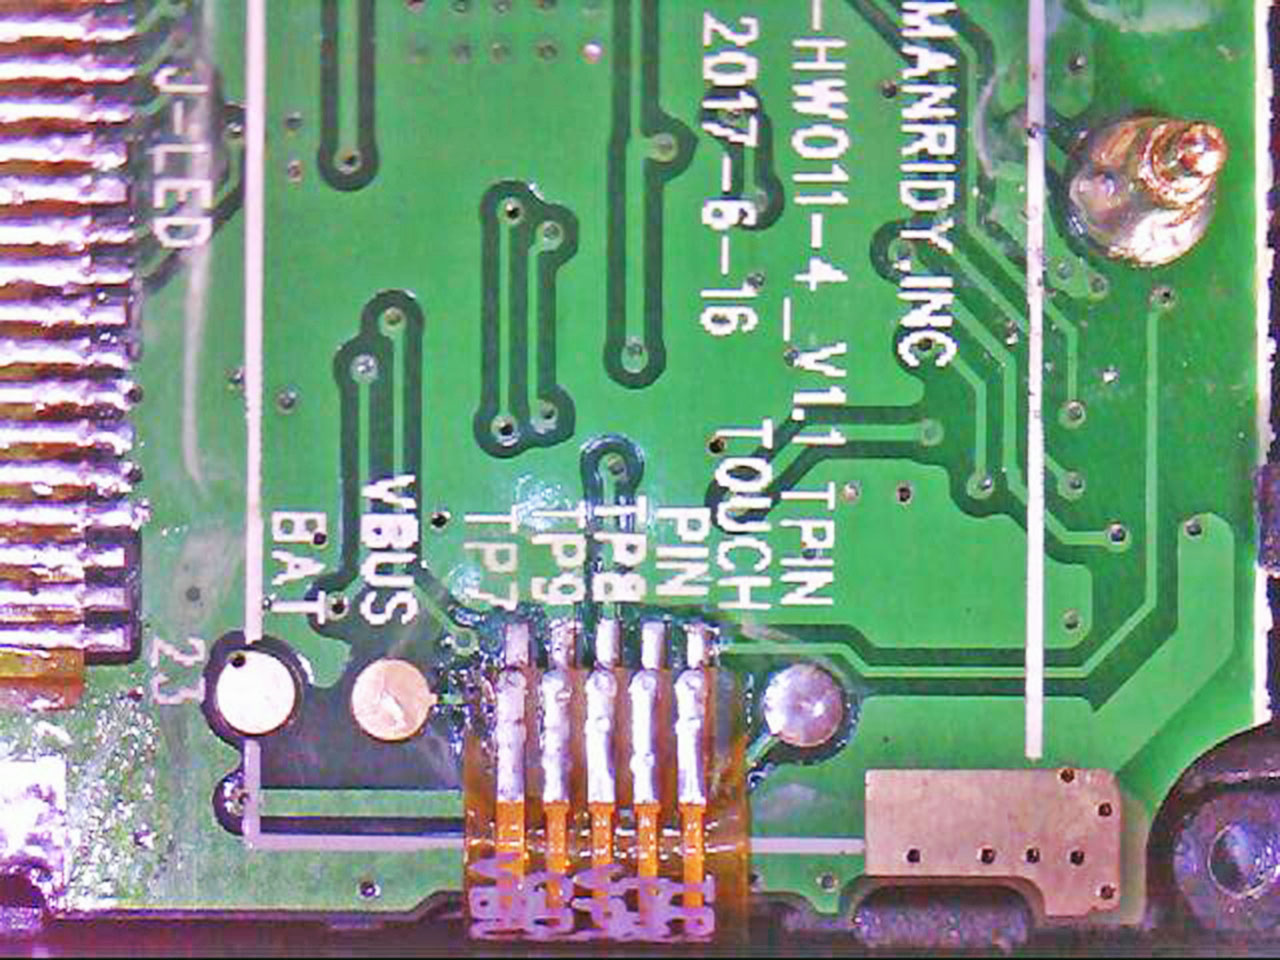 MANRIDY.INC
-HW011-4_V1.1
2017-6-16
J-LED
TPIN
TOUCH
PIN
TP8
TP9
TP7
VBUS
BAT
23